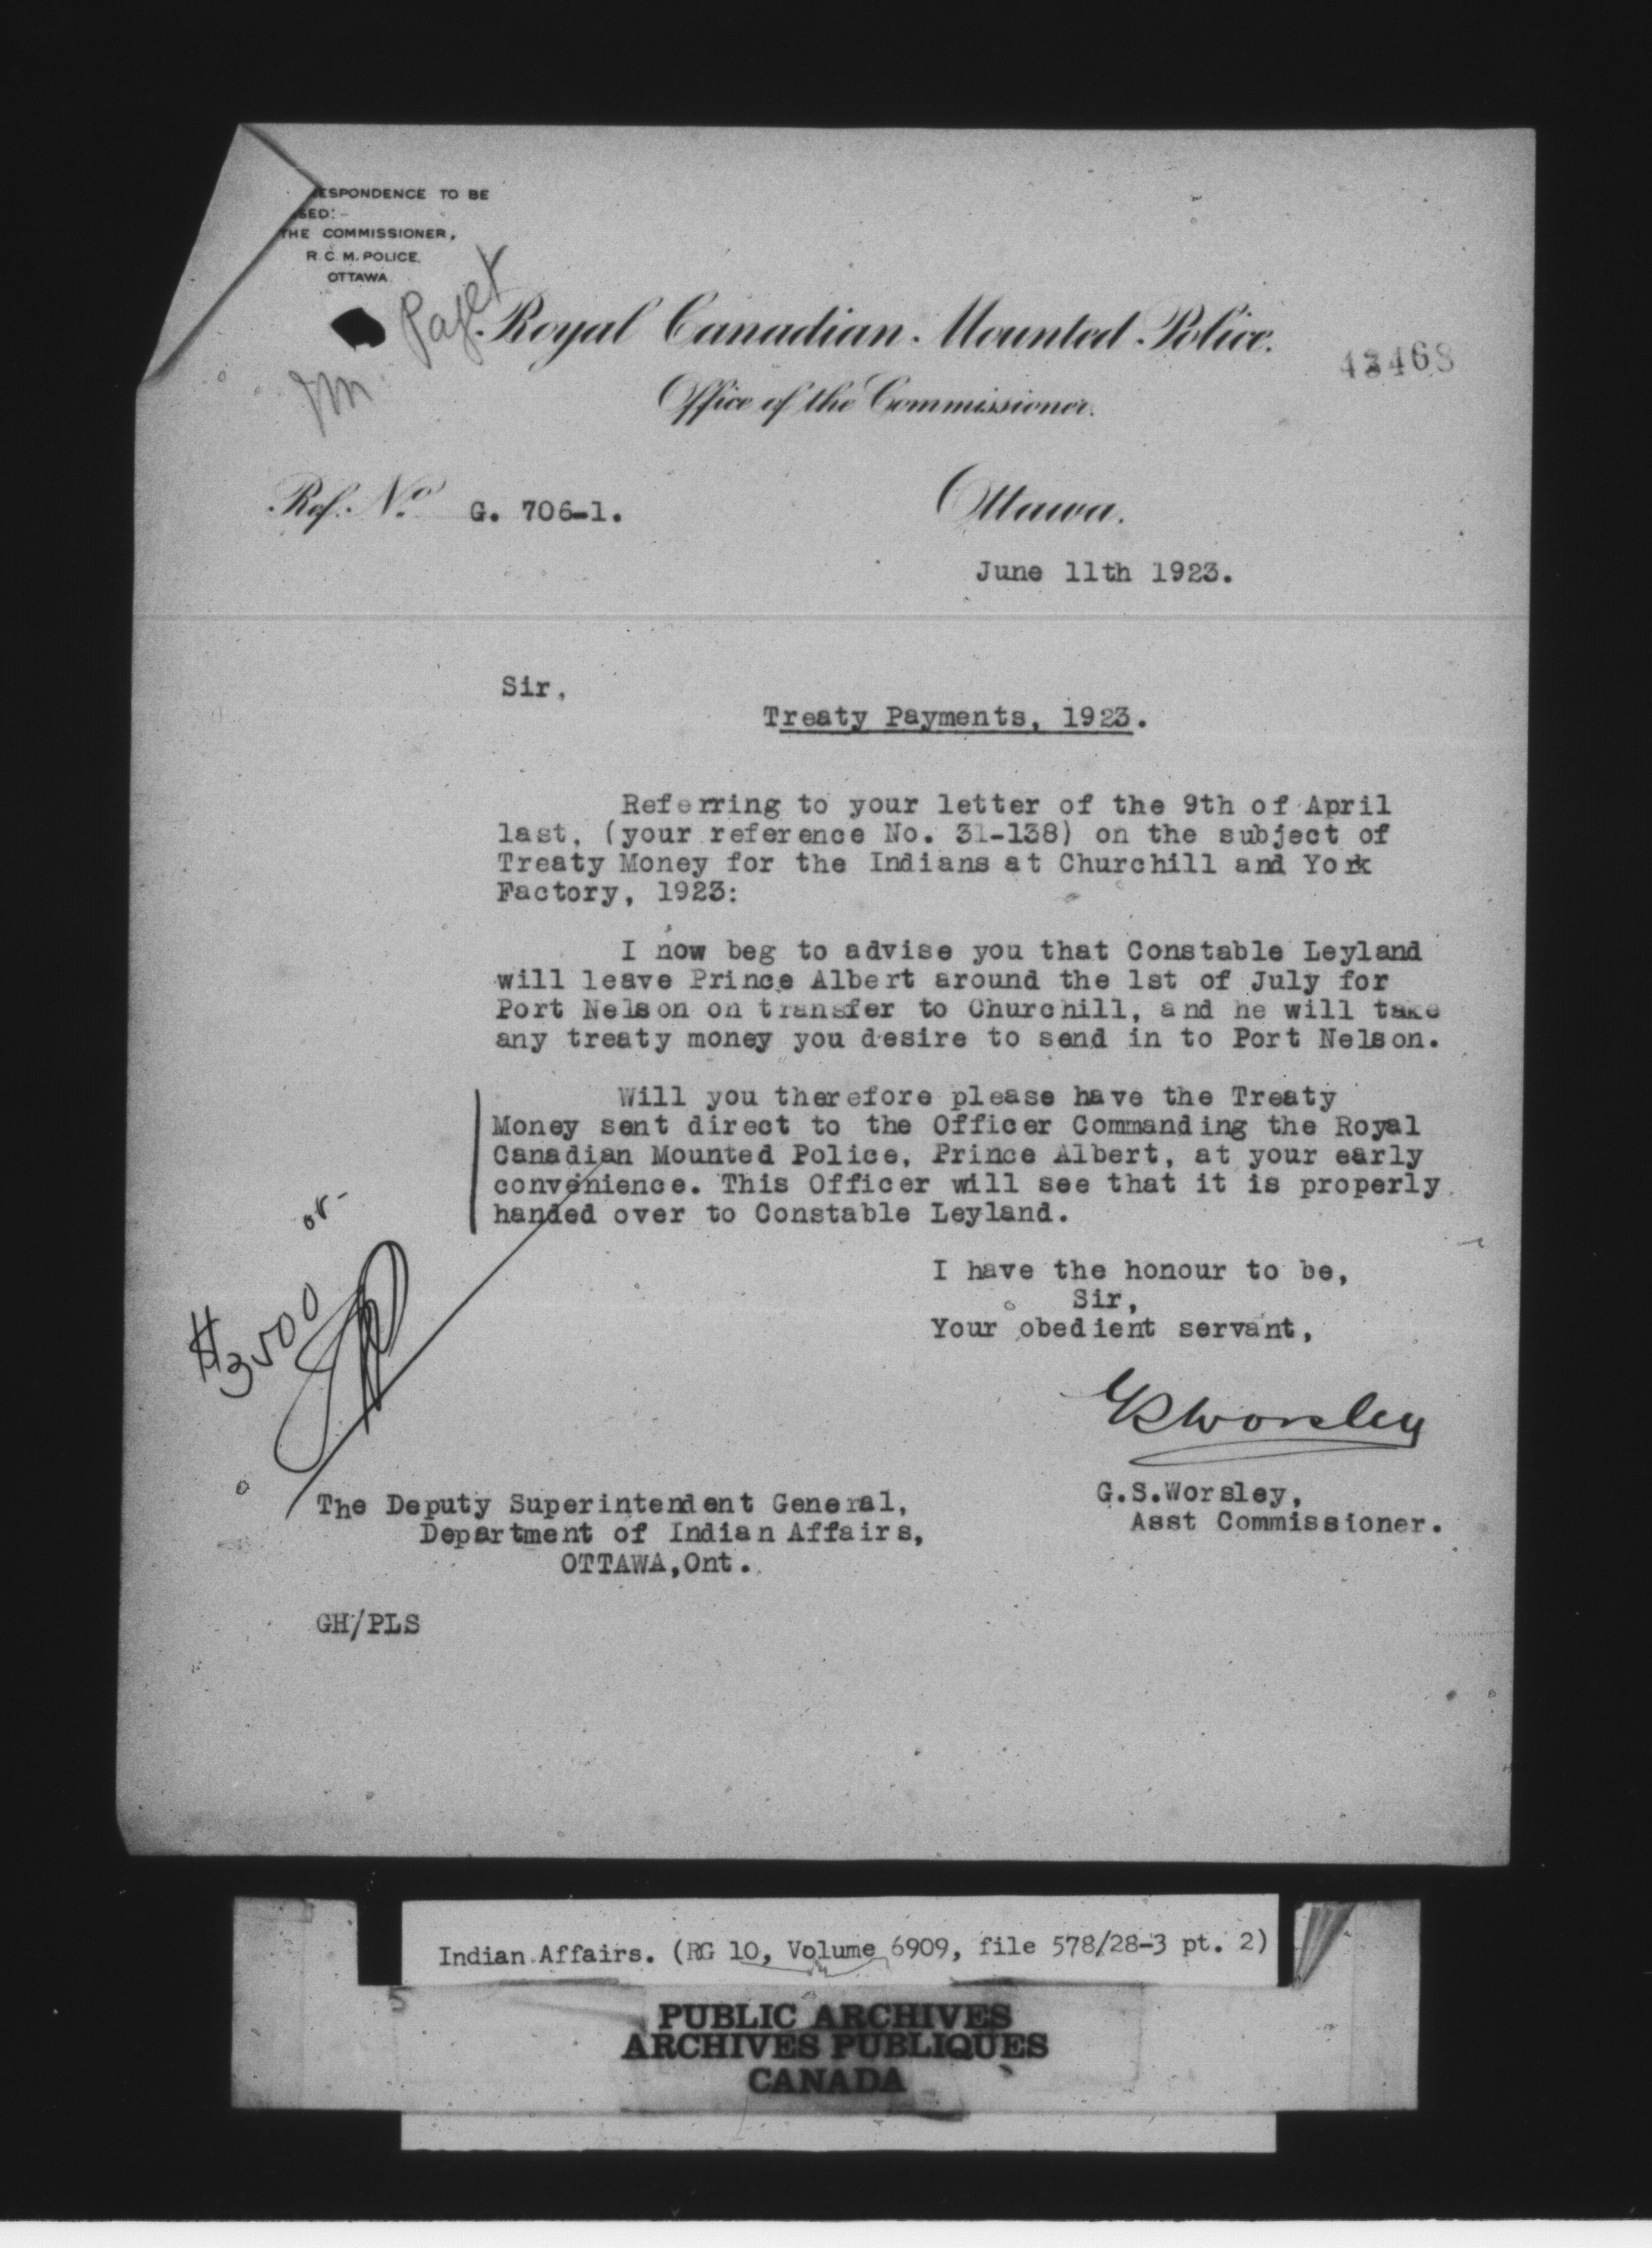 ESPONDENCE TO BE
SED:-
THE COMMISSIONER,
R.C.M. POLICE,
OTTAWA
Paget
Royal Canadian Mounted Police.
43468
Office of the Commissioner.
Ref. No. G. 706-1.
Ottawa.
June 11th 1923.
Sir,
Treaty Payments, 1923.
Referring to your letter of the 9th of April
last, (your reference No. 31-138) on the subject of
Treaty Money for the Indians at Churchill and York
Factory, 1923:
I now beg to advise you that Constable Leyland
will leave Prince Albert around the 1st of July for
Port Nelson on transfer to Churchill, and he will take
any treaty money you desire to send in to Port Nelson.
Will you therefore please have the Treaty
Money sent direct to the Officer Commanding the Royal
Canadian Mounted Police, Prince Albert, at your early
convenience. This Officer will see that it is properly
handed over to Constable Leyland.
or-
$3500
I have the honour to be,
Sir,
Your obedient servant,
GSWorsley
G.S.Worsley,
Asst Commissioner.
The Deputy Superintendent General,
Department of Indian Affairs,
OTTAWA,Ont.
GH/PLS
Indian Affairs. (RG 10, Volume 6909, file 578/28-3 pt. 2)
5
PUBLIC ARCHIVES
ARCHIVES PUBLIQUES
CANADA